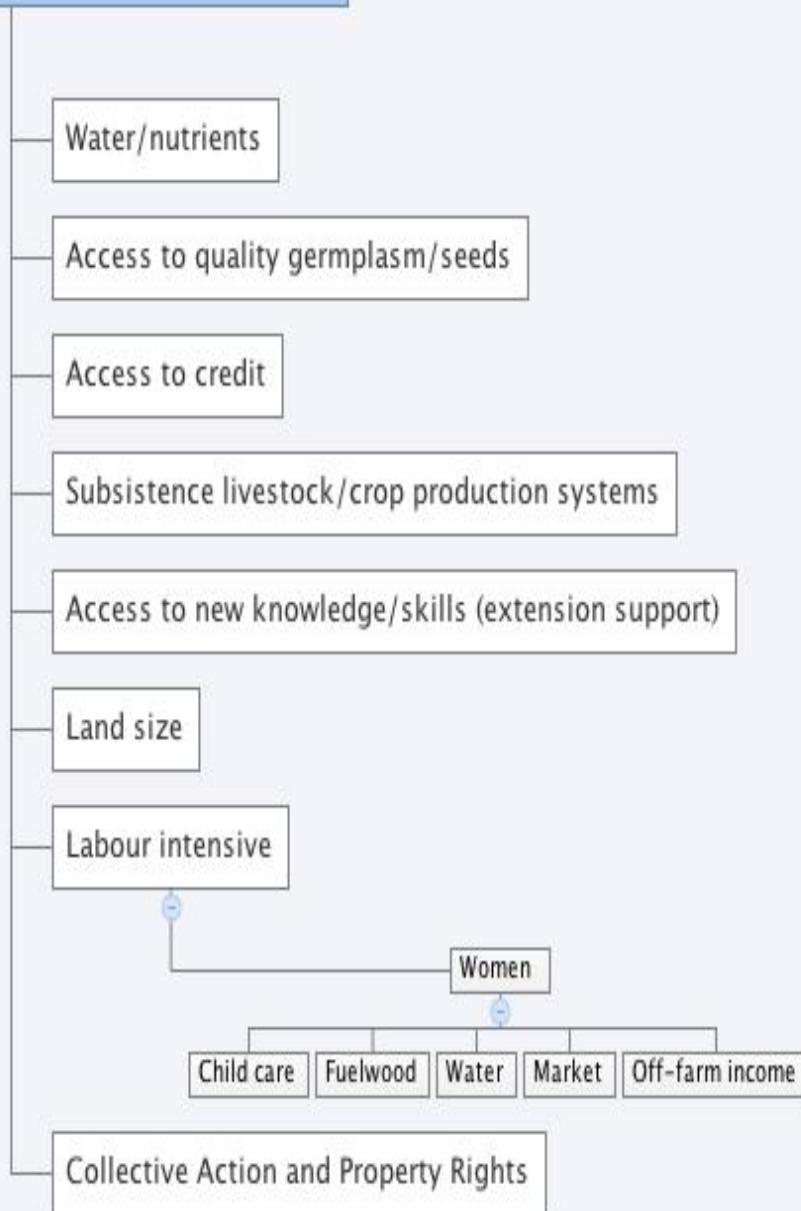 Water/nutrients
Access to quality germplasm/seeds
Access to credit
Subsistence livestock/crop production systems
Access to new knowledge/skills (extension support)
Land size
Labour intensive
Women
Child care
Fuelwood
Water
Market
Off-farm income
Collective Action and Property Rights